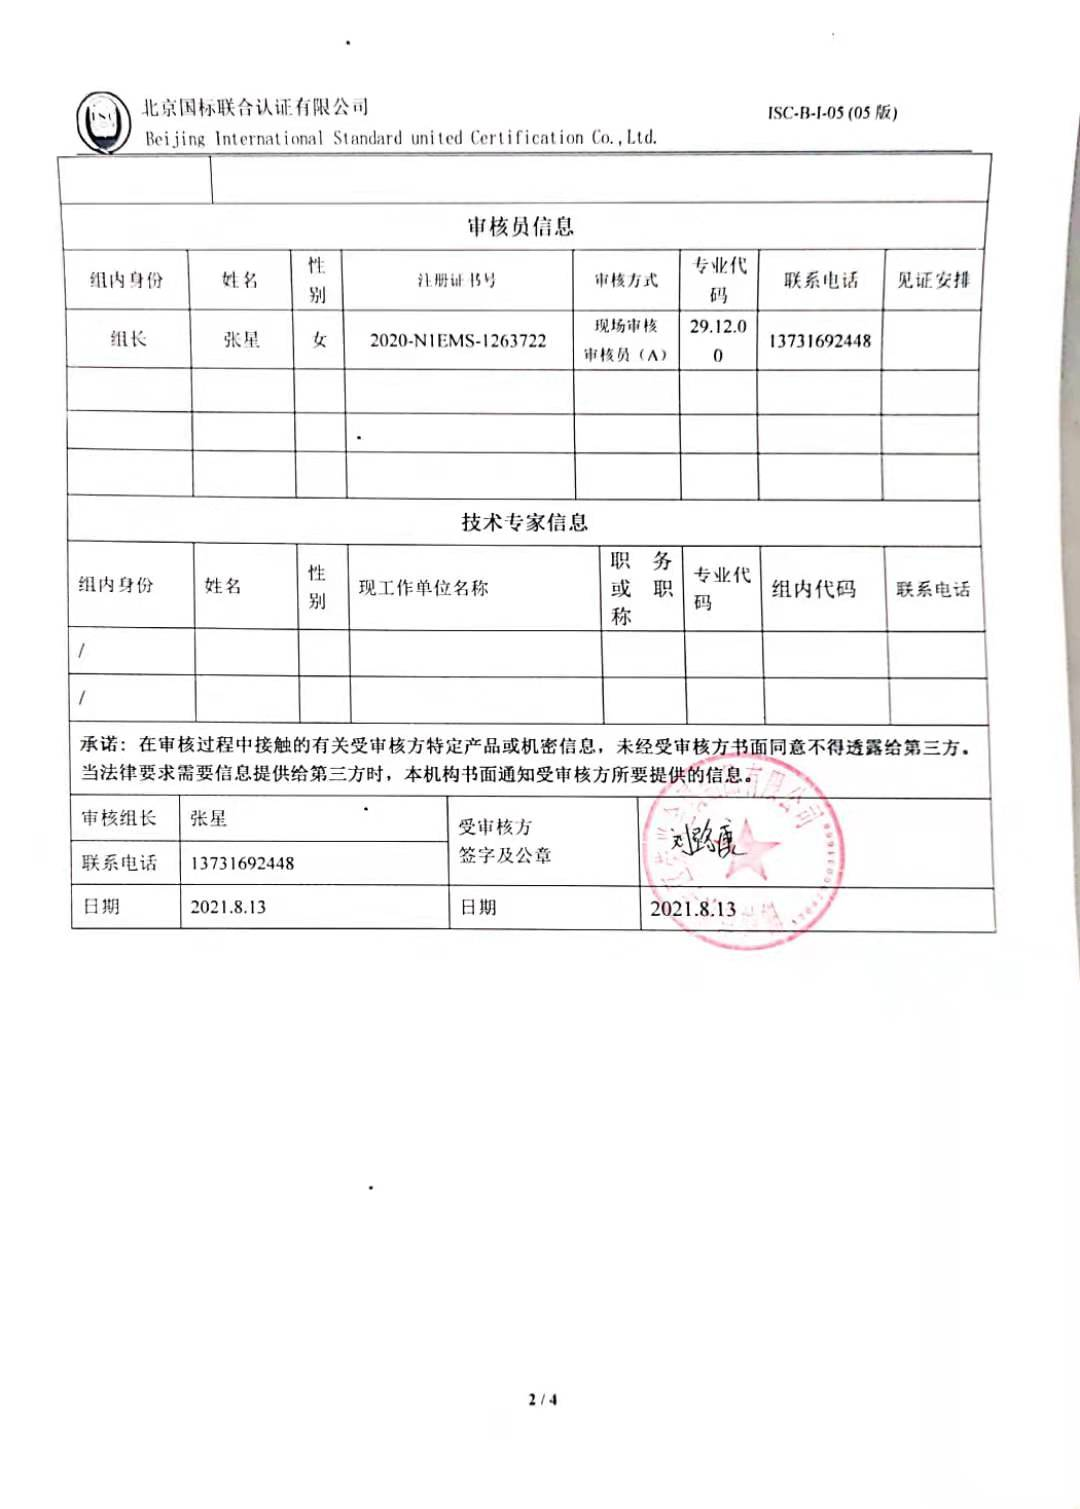 北京国标联合认证有限公司
ISC-B-I-05 (05 版)
Beijing International Standard united Certification Co.,Ltd.
审核员信息
组内身份 姓名 性别 注册证书号 审核方式 专业代码 联系电话 见证安排
组长 张星 女 2020-N1EMS-1263722 现场审核 审核员（A） 29.12.00 13731692448
技术专家信息
组内身份 姓名 性别 现工作单位名称 职务或职称 专业代码 组内代码 联系电话
/
/
承诺：在审核过程中接触的有关受审核方特定产品或机密信息，未经受审核方书面同意不得透露给第三方。
当法律要求需要信息提供给第三方时，本机构书面通知受审核方所要提供的信息。
审核组长 张星 受审核方
签字及公章
联系电话 13731692448
日期 2021.8.13 日期 2021.8.13
有限公司
2 / 4